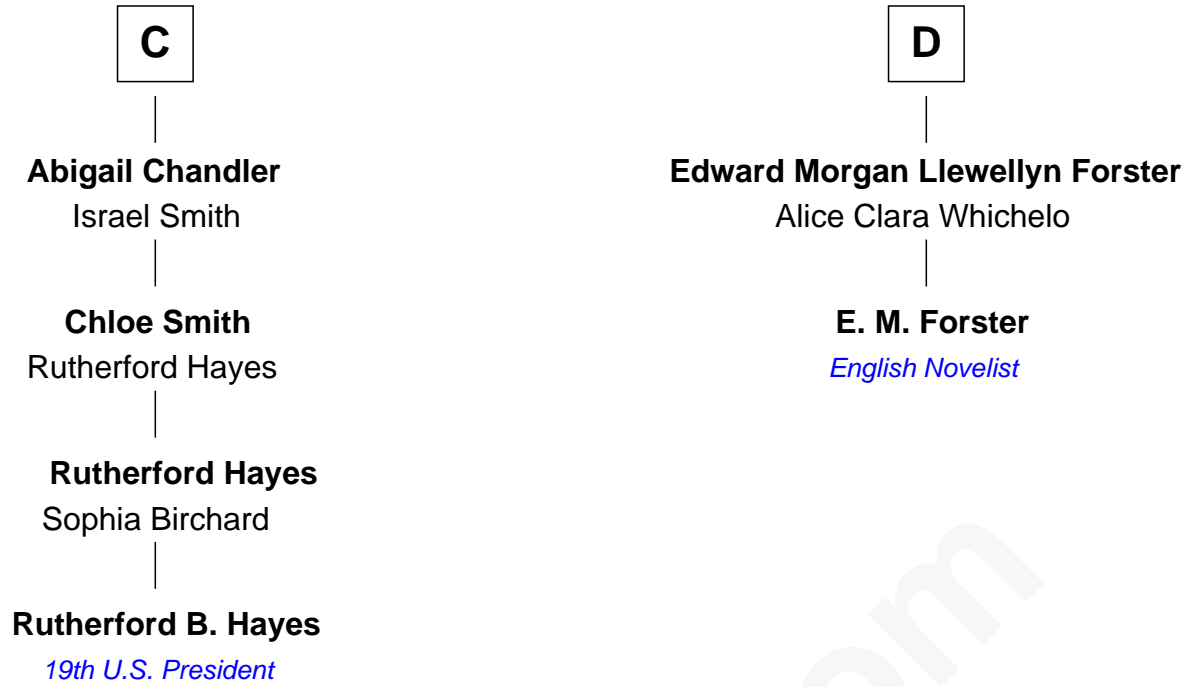 C
Abigail Chandler
Israel Smith
Chloe Smith
Rutherford Hayes
Rutherford Hayes
Sophia Birchard
Rutherford B. Hayes
19th U.S. President
D
Edward Morgan Llewellyn Forster
Alice Clara Whichelo
E. M. Forster
English Novelist
om